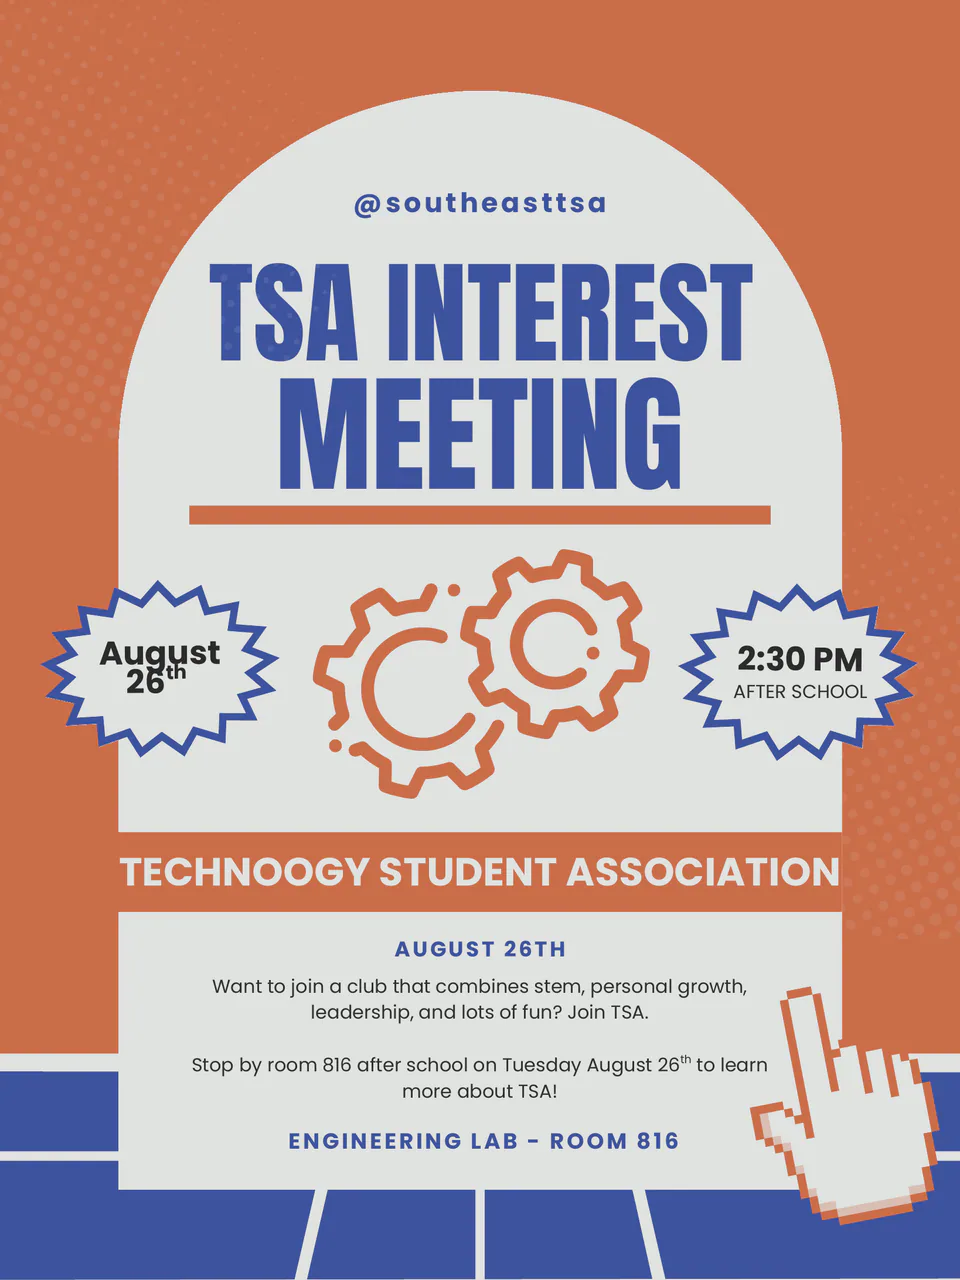 @southeasttsa
TSA INTEREST
MEETING
August
26th
2:30 PM
AFTER SCHOOL
TECHNOOGY STUDENT ASSOCIATION
AUGUST 26TH
Want to join a club that combines stem, personal growth,
leadership, and lots of fun? Join TSA.
Stop by room 816 after school on Tuesday August 26th to learn
more about TSA!
ENGINEERING LAB - ROOM 816